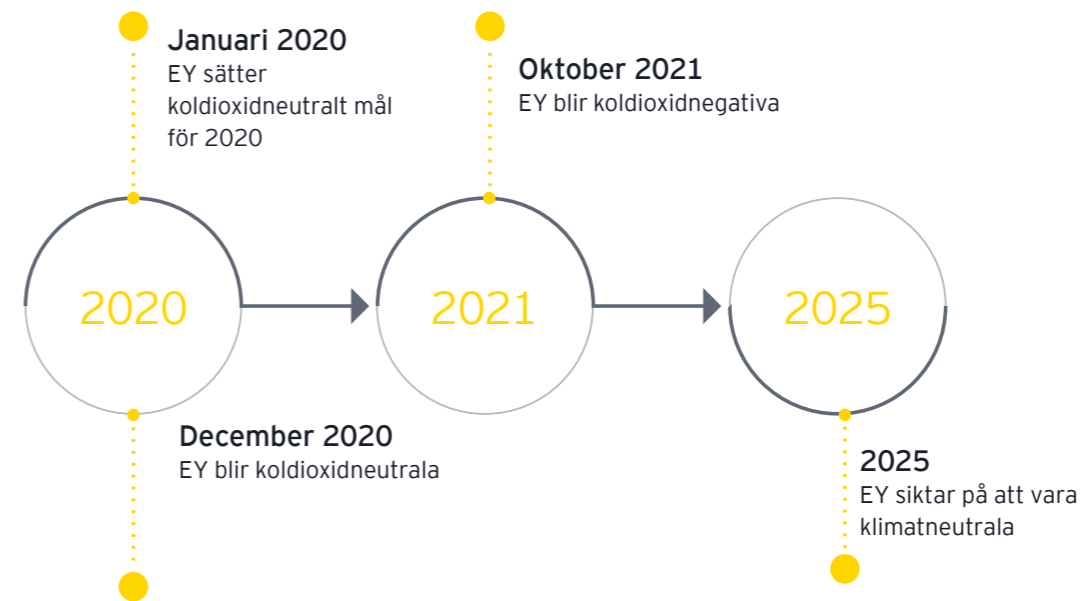 Januari 2020
EY sätter
koldioxidneutralt mål
för 2020
Oktober 2021
EY blir koldioxidnegativa
2020
2021
2025
December 2020
EY blir koldioxidneutrala
2025
EY siktar på att vara
klimatneutrala